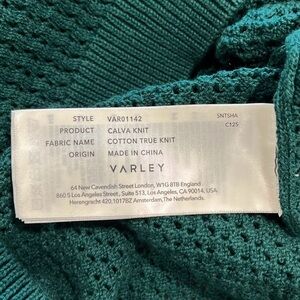 STYLE VAR01142
PRODUCT CALVA KNIT
FABRIC NAME COTTON TRUE KNIT
ORIGIN MADE IN CHINA
SNTSHA
C125
VARLEY
64 New Cavendish Street London, W1G 8TB England
860 S Los Angeles Street, Suite 513, Los Angeles, CA 90014, USA
Herengracht 420, 1017BZ Amsterdam, The Netherlands.